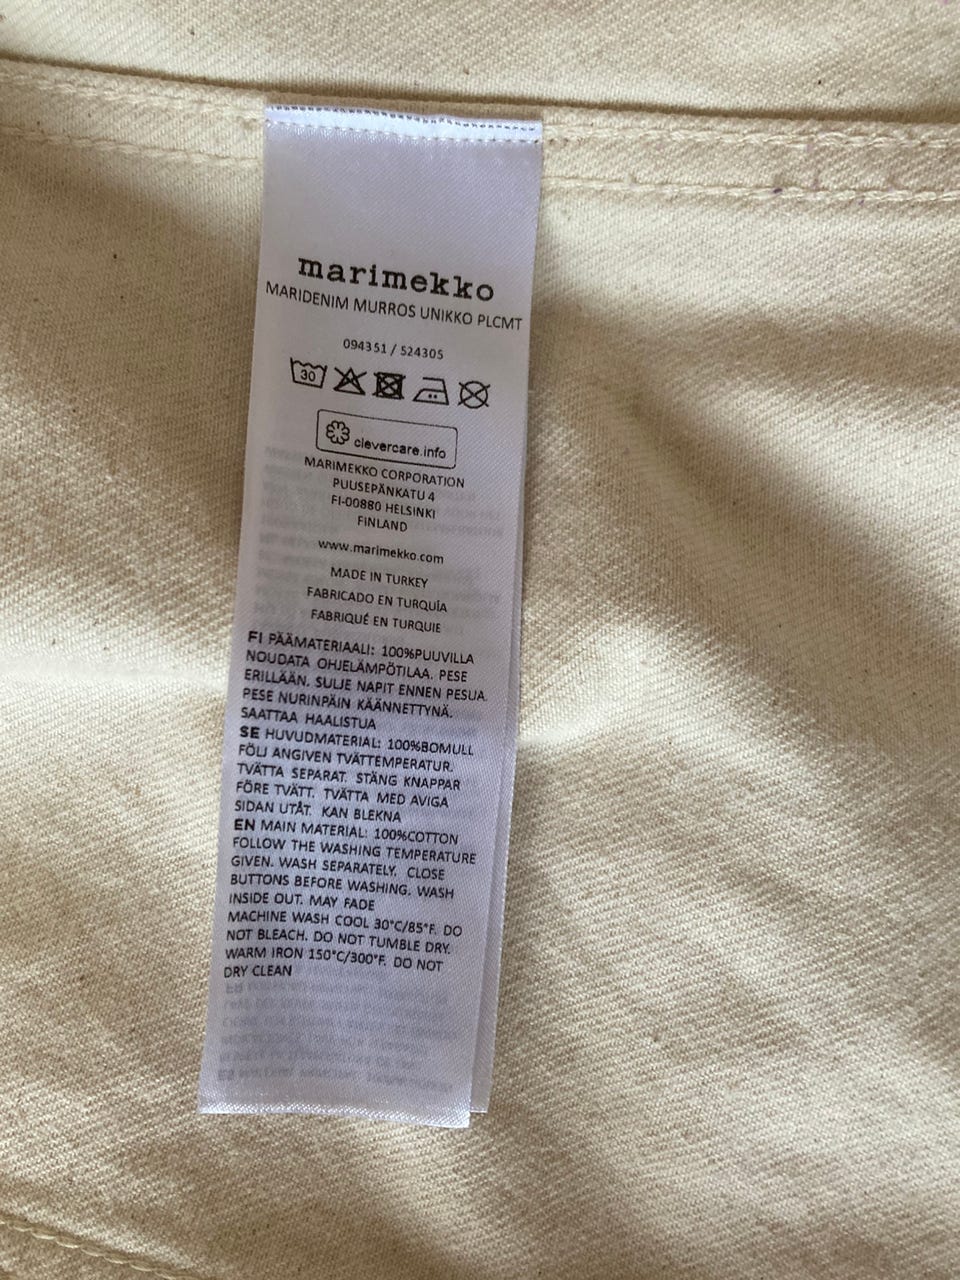 marimekko
MARIDENIM MURROS UNIKKO PLCMT
094351 / 524305
30
clevercare.info
MARIMEKKO CORPORATION
PUUSEPÄNKATU 4
FI-00880 HELSINKI
FINLAND
www.marimekko.com
MADE IN TURKEY
FABRICADO EN TURQUÍA
FABRIQUÉ EN TURQUIE
FI PÄÄMATERIAALI: 100%PUUVILLA
NOUDATA OHJELÄMPÖTILAA. PESE
ERILLÄÄN. SULJE NAPIT ENNEN PESUA.
PESE NURINPÄIN KÄÄNNETTYNÄ.
SAATTAA HAALISTUA
SE HUVUDMATERIAL: 100%BOMULL
FÖLJ ANGIVEN TVÄTTEMPERATUR.
TVÄTTA SEPARAT. STÄNG KNAPPAR
FÖRE TVÄTT. TVÄTTA MED AVIGA
SIDAN UTÅT. KAN BLEKNA
EN MAIN MATERIAL: 100%COTTON
FOLLOW THE WASHING TEMPERATURE
GIVEN. WASH SEPARATELY. CLOSE
BUTTONS BEFORE WASHING. WASH
INSIDE OUT. MAY FADE
MACHINE WASH COOL 30°C/85°F. DO
NOT BLEACH. DO NOT TUMBLE DRY.
WARM IRON 150°C/300°F. DO NOT
DRY CLEAN